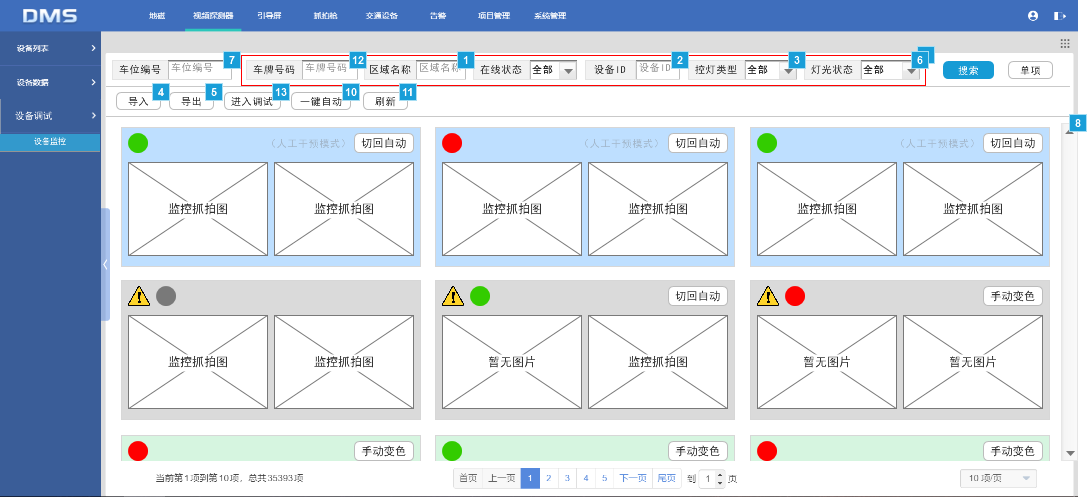 DMS 地磁 视频探测器 引导屏 抓拍枪 交通设备 告警 项目管理 系统管理
设备列表
设备数据
设备调试
设备监控
车位编号 车位编号 7 车牌号码 车牌号码 12 区域名称 区域名称 1 在线状态 全部 设备ID 设备ID 2 控灯类型 全部 3 灯光状态 全部 6 搜索 单项
导入 4 导出 5 进入调试 13 一键自动 10 刷新 11
8
(人工干预模式) 切回自动 (人工干预模式) 切回自动 (人工干预模式) 切回自动
监控抓拍图 监控抓拍图 监控抓拍图 监控抓拍图 监控抓拍图 监控抓拍图
切回自动 手动变色
监控抓拍图 监控抓拍图 暂无图片 监控抓拍图 暂无图片 暂无图片
手动变色 手动变色 手动变色
当前第1项到第10项，总共35393项 首页 上一页 1 2 3 4 5 下一页 尾页 到 1 页 10 项/页